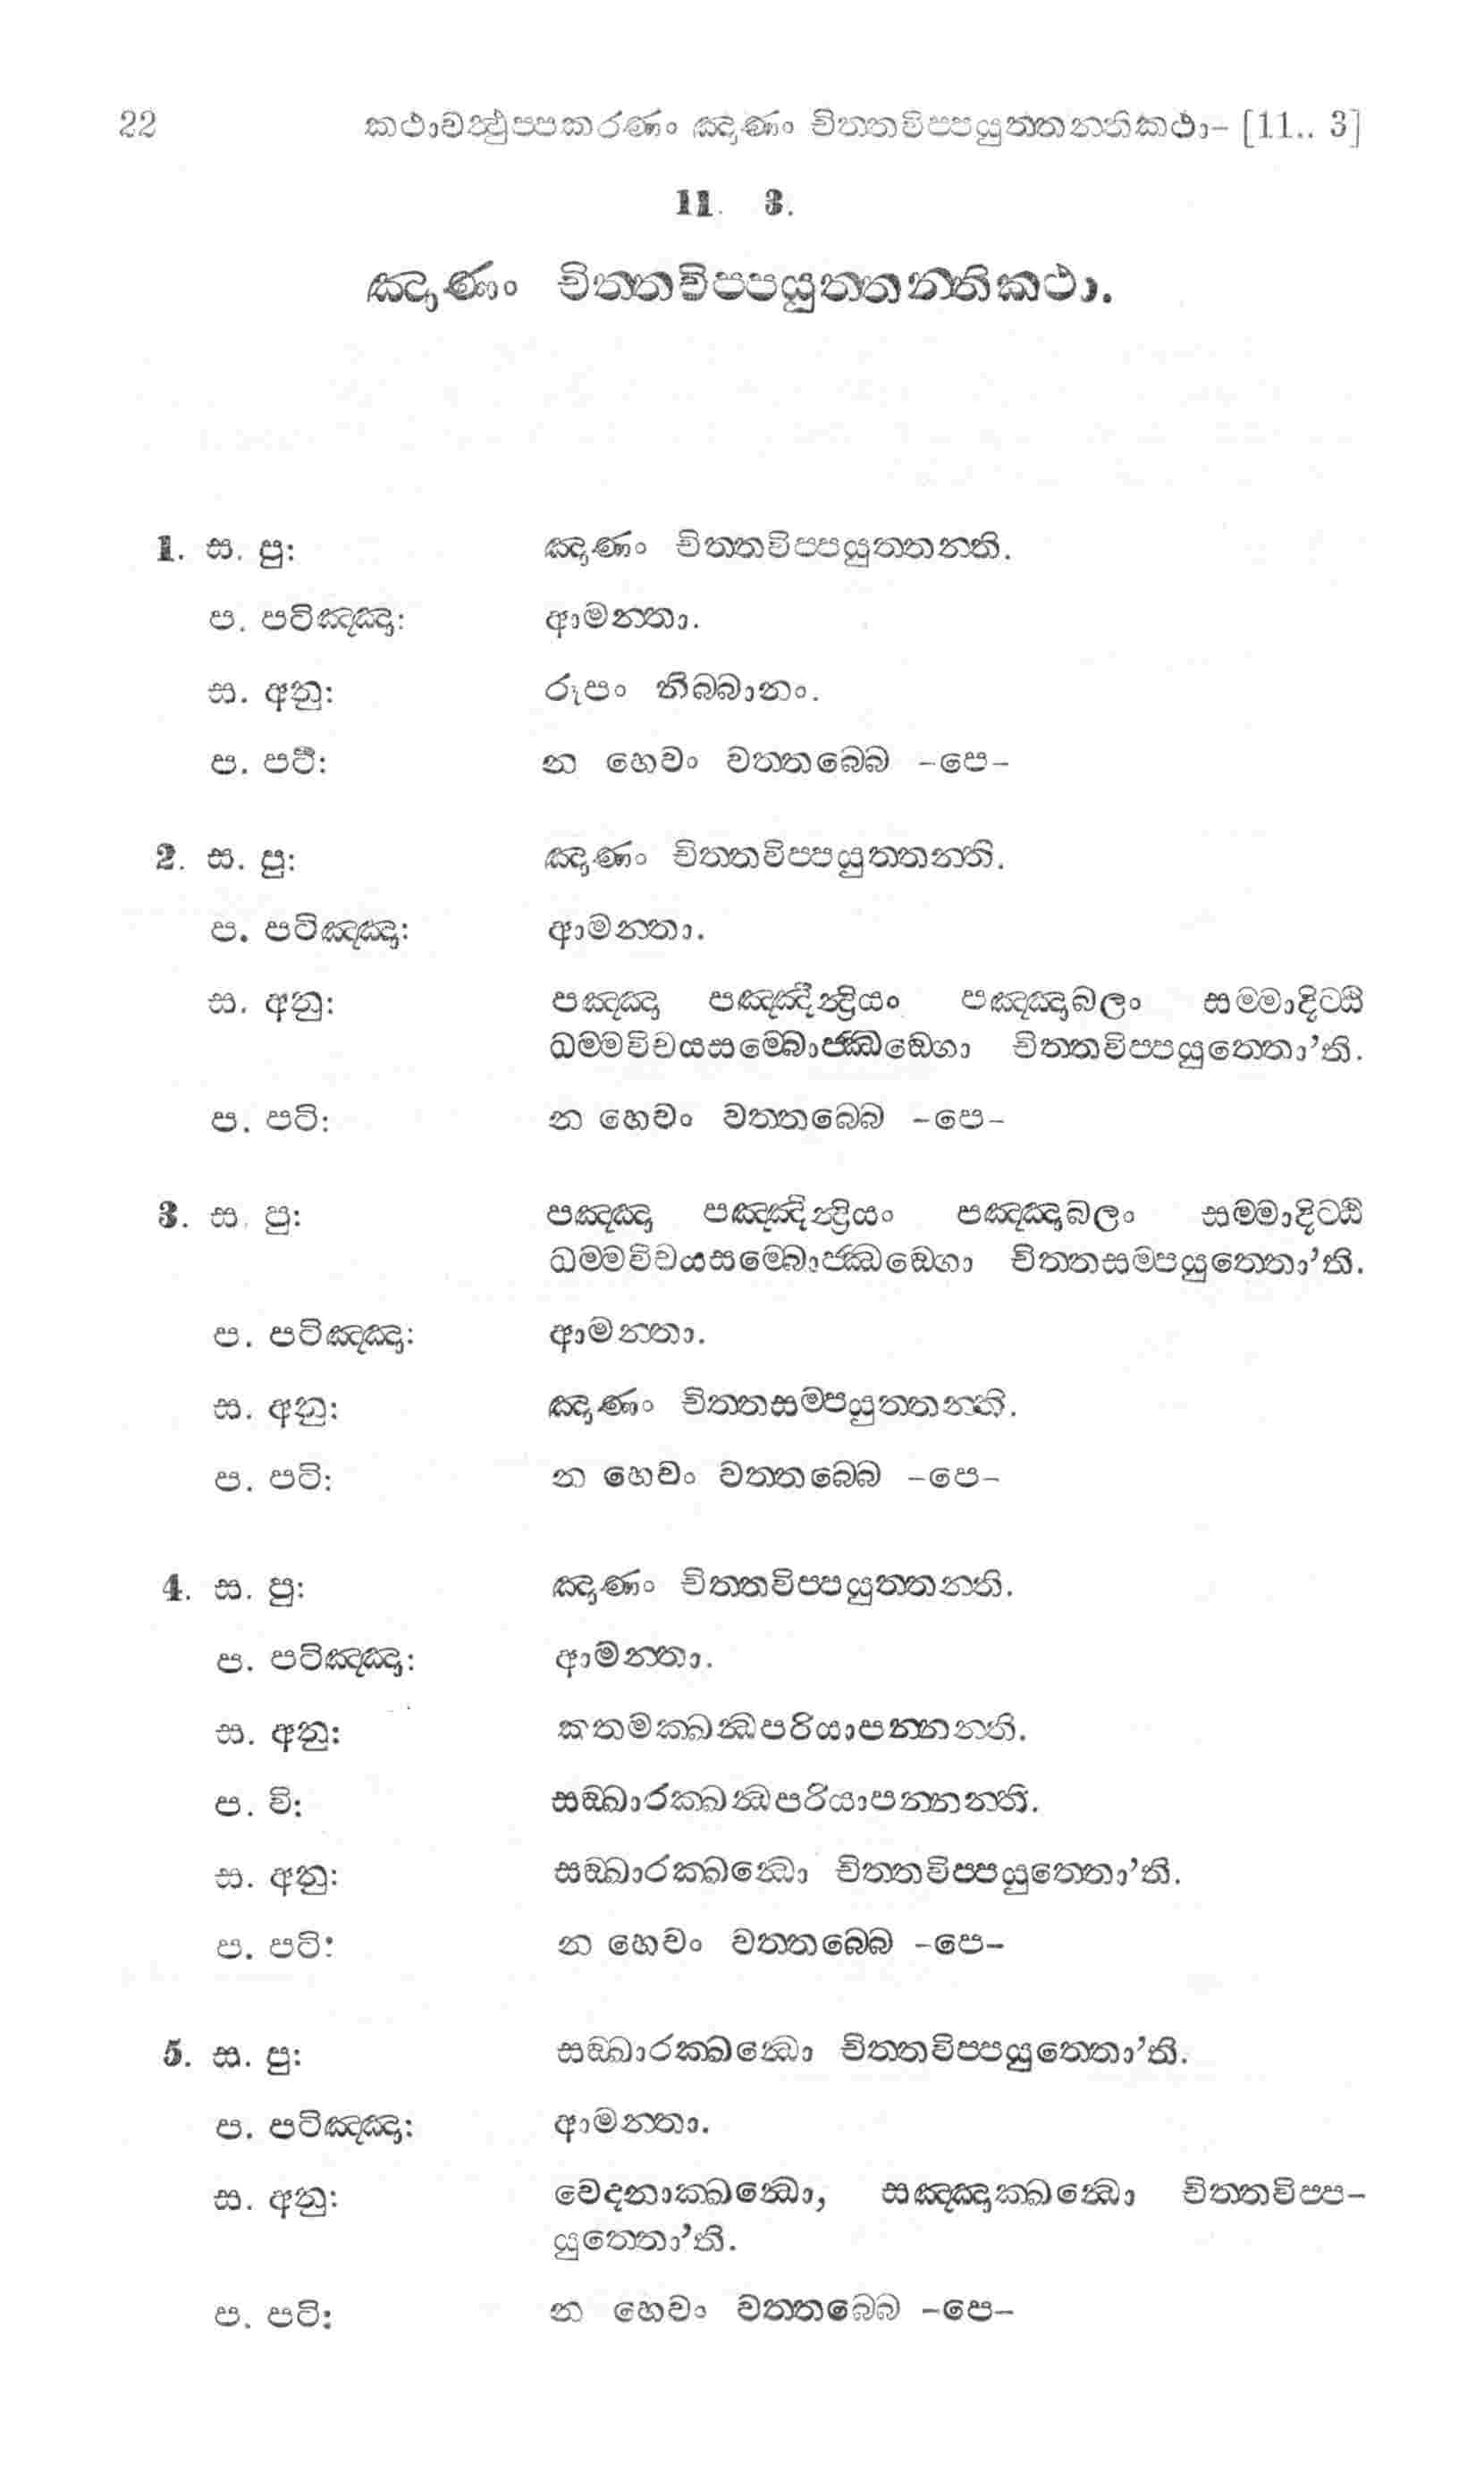 22 කථාවත්ථුප්පකරණං ඤාණං චිත්තවිප්පයුත්තන්තිකථා- [11.. 3]
11. 3.
ඤාණං චිත්තවිප්පයුත්තන්තිකථා.
1. ස. පු: ඤාණං චිත්තවිප්පයුත්තන්ති.
ප. පටිඤ්ඤා: ආමන්තා.
ස. අනු: රූපං නිබ්බානං.
ප. පටි: න හෙවං වත්තබ්බෙ -පෙ-
2. ස. පු: ඤාණං චිත්තවිප්පයුත්තන්ති.
ප. පටිඤ්ඤා: ආමන්තා.
ස. අනු: පඤ්ඤා පඤ්ඤින්ද්‍රියං පඤ්ඤාබලං සම්මාදිට්ඨි
ධම්මවිචයසම්බොජ්ඣඞ්ගො චිත්තවිප්පයුත්තො’ති.
ප. පටි: න හෙවං වත්තබ්බෙ -පෙ-
3. ස. පු: පඤ්ඤා පඤ්ඤින්ද්‍රියං පඤ්ඤාබලං සම්මාදිට්ඨි
ධම්මවිචයසම්බොජ්ඣඞ්ගො චිත්තසම්පයුත්තො’ති.
ප. පටිඤ්ඤා: ආමන්තා.
ස. අනු: ඤාණං චිත්තසම්පයුත්තන්ති.
ප. පටි: න හෙවං වත්තබ්බෙ -පෙ-
4. ස. පු: ඤාණං චිත්තවිප්පයුත්තන්ති.
ප. පටිඤ්ඤා: ආමන්තා.
ස. අනු: කතමක්ඛන්ධපරියාපන්නන්ති.
ප. වි: සඞ්ඛාරක්ඛන්ධපරියාපන්නන්ති.
ස. අනු: සඞ්ඛාරක්ඛන්ධො චිත්තවිප්පයුත්තො’ති.
ප. පටි: න හෙවං වත්තබ්බෙ -පෙ-
5. ස. පු: සඞ්ඛාරක්ඛන්ධො චිත්තවිප්පයුත්තො’ති.
ප. පටිඤ්ඤා: ආමන්තා.
ස. අනු: වෙදනාක්ඛන්ධො, සඤ්ඤාක්ඛන්ධො චිත්තවිප්ප-
යුත්තො’ති.
ප. පටි: න හෙවං වත්තබ්බෙ -පෙ-